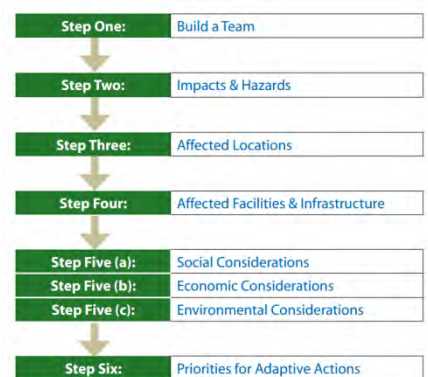 Step One: Build a Team
Step Two: Impacts & Hazards
Step Three: Affected Locations
Step Four: Affected Facilities & Infrastructure
Step Five (a): Social Considerations
Step Five (b): Economic Considerations
Step Five (c): Environmental Considerations
Step Six: Priorities for Adaptive Actions